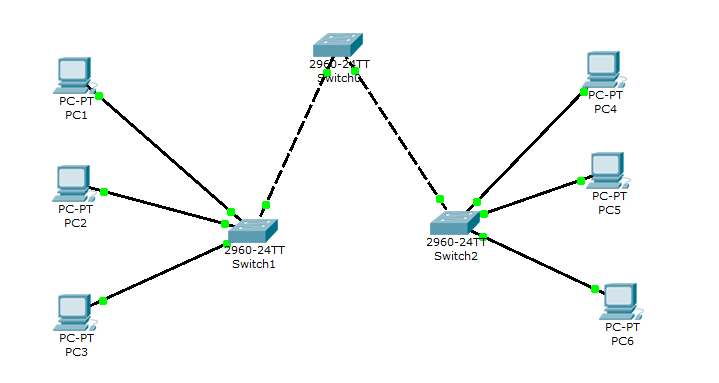 2960-24TT
Switch0
PC-PT
PC1
PC-PT
PC2
PC-PT
PC3
2960-24TT
Switch1
2960-24TT
Switch2
PC-PT
PC4
PC-PT
PC5
PC-PT
PC6